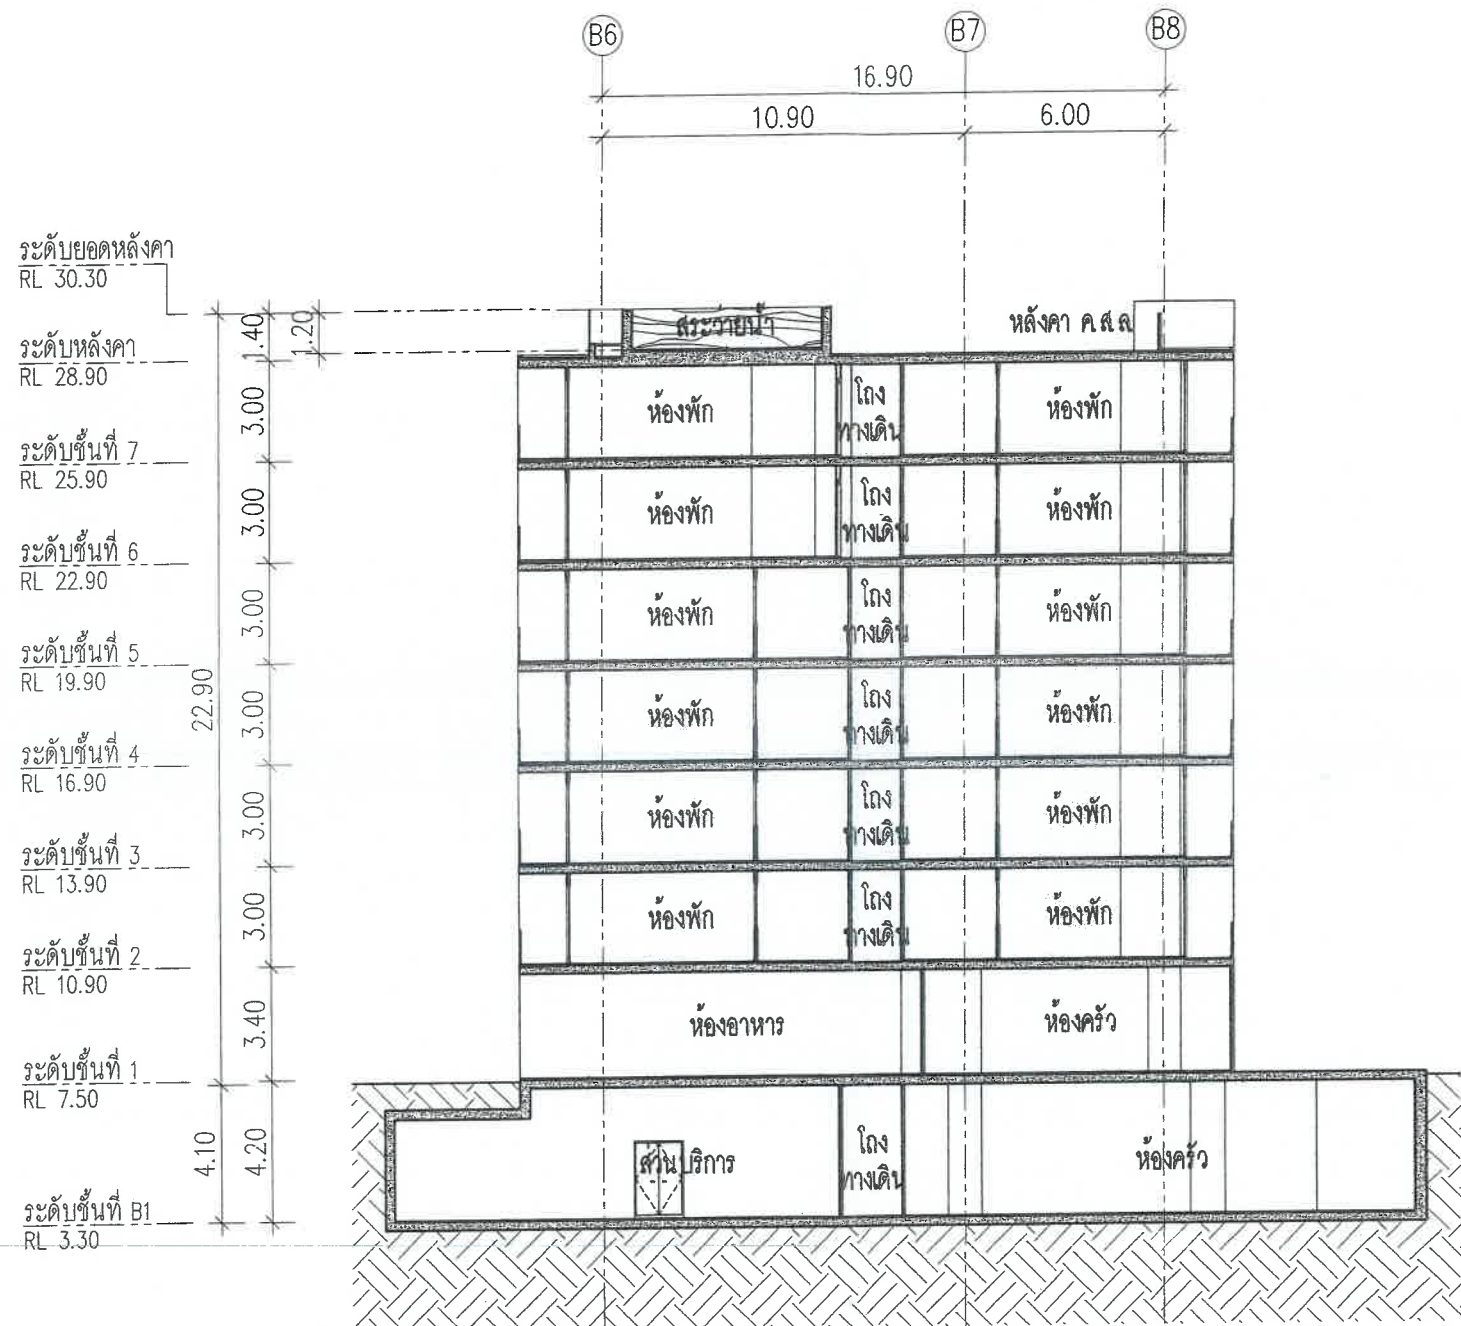 B6
B7
B8
16.90
10.90
6.00
ระดับยอดหลังคา
RL 30.30
1.40
1.20
สระว่ายน้ำ
หลังคา ค.ส.ล
ระดับหลังคา
RL 28.90
3.00
ห้องพัก
โถง
ทางเดิน
ห้องพัก
ระดับชั้นที่ 7
RL 25.90
3.00
ห้องพัก
โถง
ทางเดิน
ห้องพัก
ระดับชั้นที่ 6
RL 22.90
3.00
ห้องพัก
โถง
ทางเดิน
ห้องพัก
ระดับชั้นที่ 5
RL 19.90
22.90
3.00
ห้องพัก
โถง
ทางเดิน
ห้องพัก
ระดับชั้นที่ 4
RL 16.90
3.00
ห้องพัก
โถง
ทางเดิน
ห้องพัก
ระดับชั้นที่ 3
RL 13.90
3.00
ห้องพัก
โถง
ทางเดิน
ห้องพัก
ระดับชั้นที่ 2
RL 10.90
3.40
ห้องอาหาร
ห้องครัว
ระดับชั้นที่ 1
RL 7.50
4.10
4.20
ส่วนบริการ
โถง
ทางเดิน
ห้องครัว
ระดับชั้นที่ B1
RL 3.30